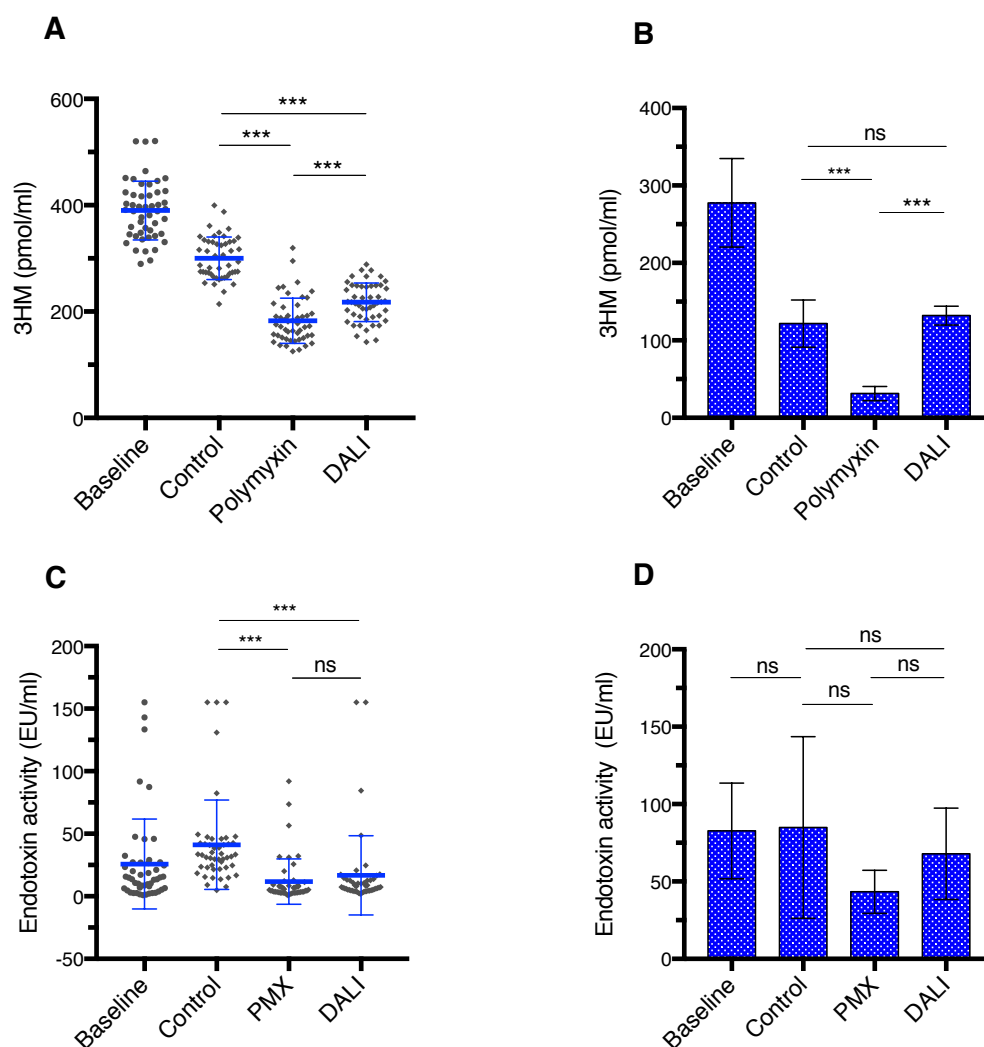 A
3HM (pmol/ml)
600
400
200
0
***
***
***
Baseline
Control
Polymyxin
DALI
B
3HM (pmol/ml)
400
300
200
100
0
ns
***
***
Baseline
Control
Polymyxin
DALI
C
Endotoxin activity (EU/ml)
200
150
100
50
0
-50
***
***
ns
Baseline
Control
PMX
DALI
D
Endotoxin activity (EU/ml)
200
150
100
50
0
ns
ns
ns
ns
Baseline
Control
PMX
DALI